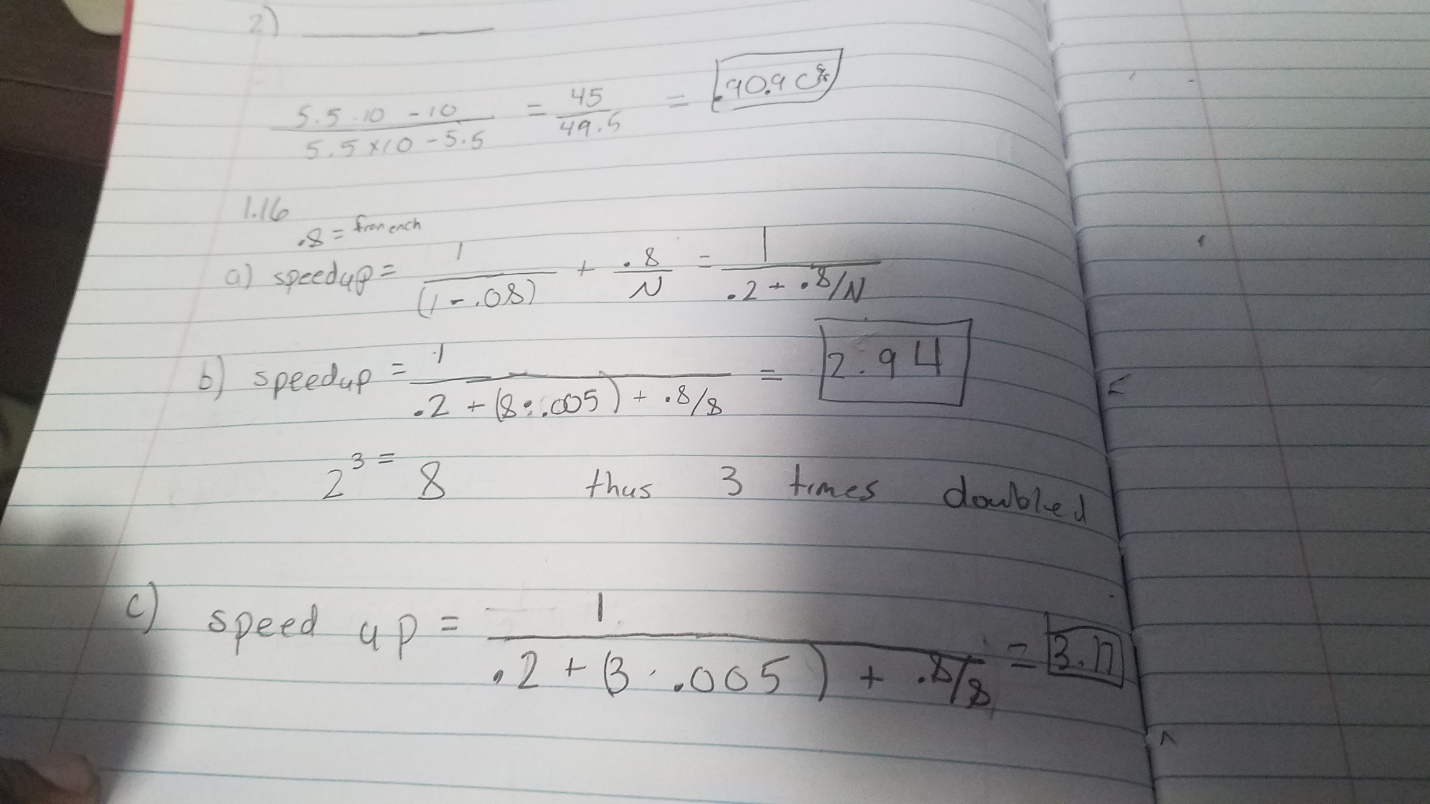 2)
5.5 · 10 - 10 / 5.5 x 10 - 5.5 = 45 / 49.5 = .90.9
1.16
.8 =
a) speedup = 1 / (1 - .08) + .8 / N = 1 / .2 + .8/N
b) speedup = 1 / .2 + (8 · .005) + .8/8 = 2.94
2^3 = 8 thus 3 times doubled
c) speed up = 1 / .2 + (3 · .005) + .8/8 = 3.17